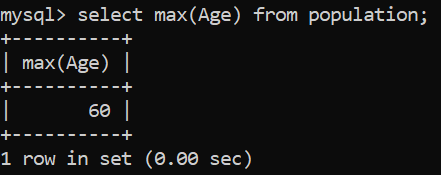 mysql> select max(Age) from population;
+----------+
| max(Age) |
+----------+
|       60 |
+----------+
1 row in set (0.00 sec)